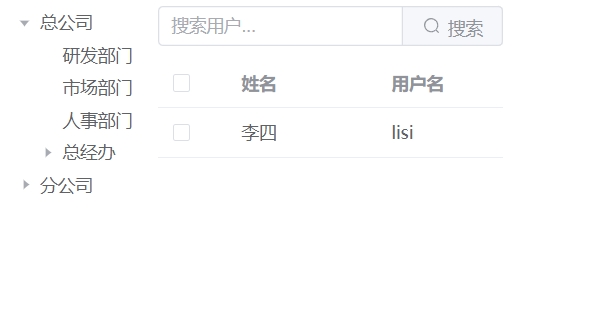 总公司
研发部门
市场部门
人事部门
总经办
分公司
搜索用户... 搜索
姓名 用户名
李四 lisi